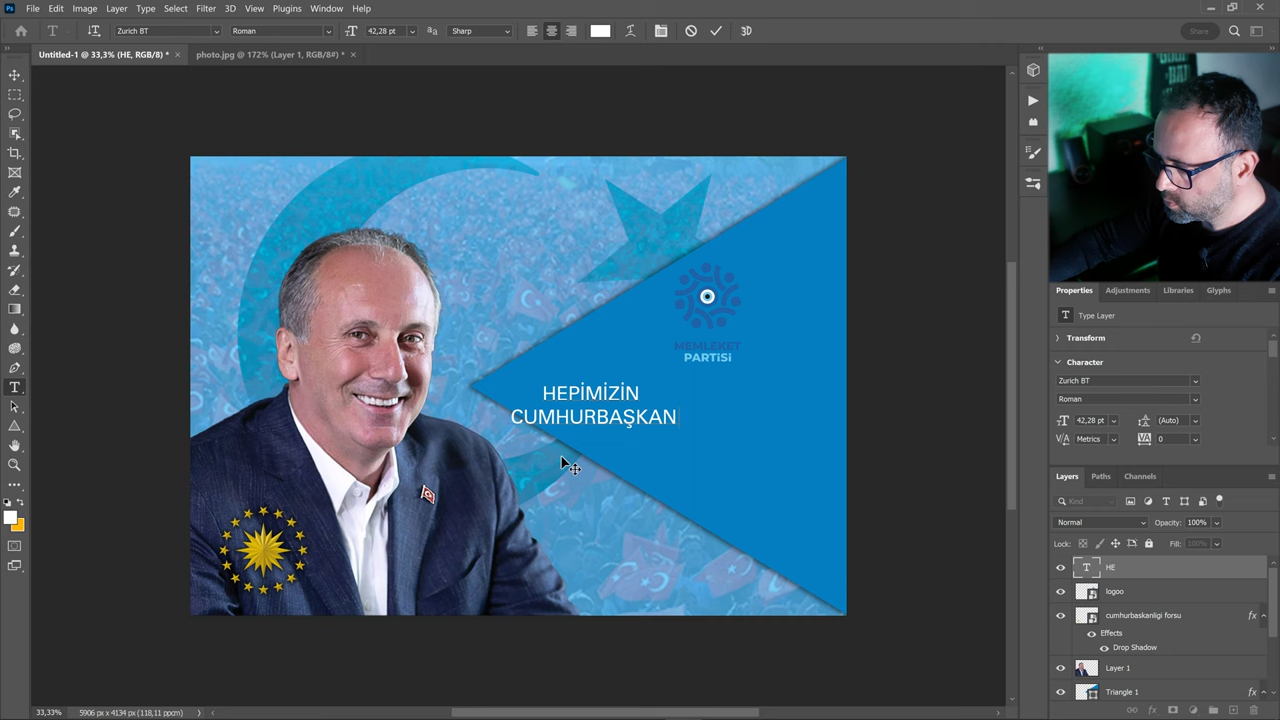 File Edit Image Layer Type Select Filter 3D View Plugins Window Help
Zurich BT Roman 42,28 pt Sharp Share
Untitled-1 @ 33,3% (HE, RGB/8) * photo.jpg @ 172% (Layer 1, RGB/8#) *
MEMLEKET
PARTİSİ
HEPİMİZİN
CUMHURBAŞKAN
Properties Adjustments Libraries Glyphs
Type Layer
Transform
Character
Zurich BT
Roman
42,28 pt (Auto)
Metrics 0
Layers Paths Channels
Kind
Normal Opacity: 100%
Lock: Fill: 100%
HE
logoo
cumhurbaskanligi forsu fx
Effects
Drop Shadow
Layer 1
Triangle 1 fx
33,33% 5906 px x 4134 px (118,11 ppcm)